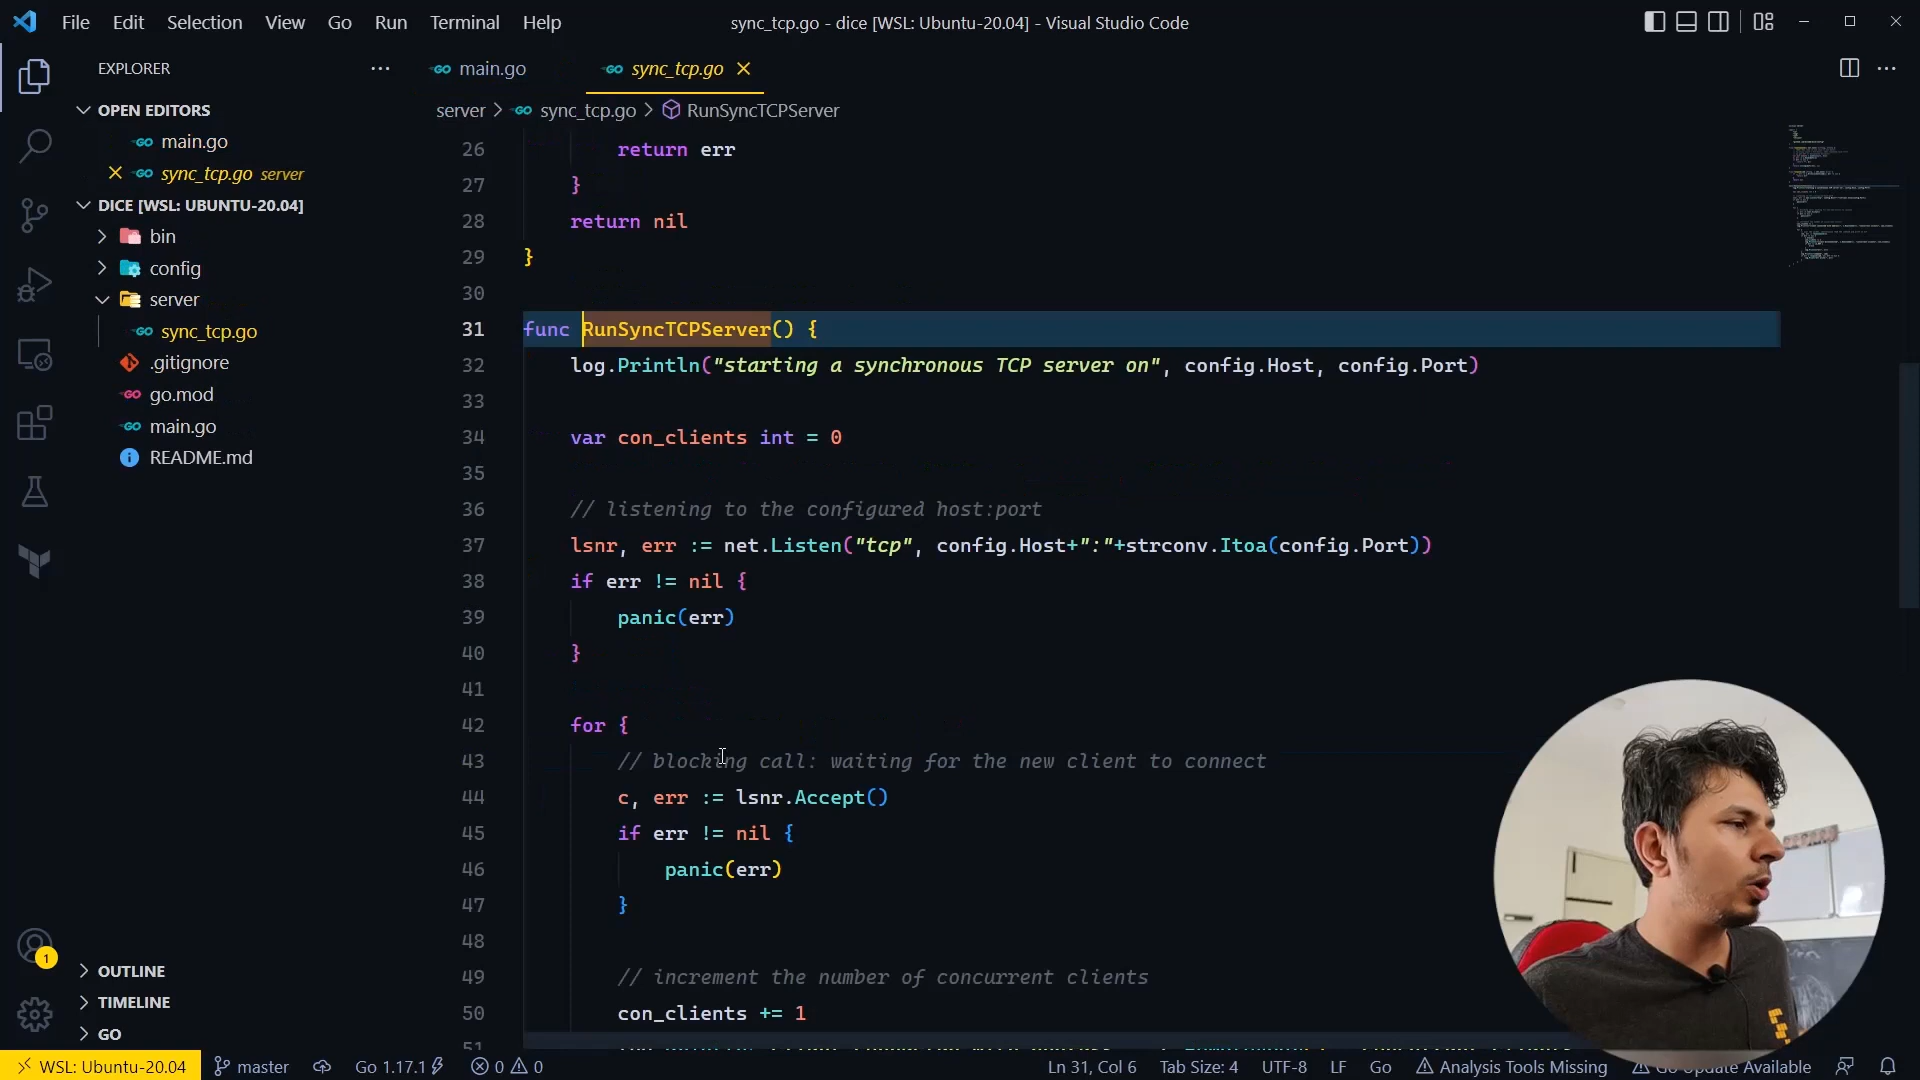 File Edit Selection View Go Run Terminal Help
sync_tcp.go - dice [WSL: Ubuntu-20.04] - Visual Studio Code
EXPLORER
main.go
sync_tcp.go
OPEN EDITORS
main.go
sync_tcp.go server
DICE [WSL: UBUNTU-20.04]
bin
config
server
sync_tcp.go
.gitignore
go.mod
main.go
README.md
OUTLINE
TIMELINE
GO
server > sync_tcp.go > RunSyncTCPServer
26 return err
27 }
28 return nil
29 }
30
31 func RunSyncTCPServer() {
32 log.Println("starting a synchronous TCP server on", config.Host, config.Port)
33
34 var con_clients int = 0
35
36 // listening to the configured host:port
37 lsnr, err := net.Listen("tcp", config.Host+":"+strconv.Itoa(config.Port))
38 if err != nil {
39 panic(err)
40 }
41
42 for {
43 // blocking call: waiting for the new client to connect
44 c, err := lsnr.Accept()
45 if err != nil {
46 panic(err)
47 }
48
49 // increment the number of concurrent clients
50 con_clients += 1
51
1
WSL: Ubuntu-20.04 master Go 1.17.1 0 0 Ln 31, Col 6 Tab Size: 4 UTF-8 LF Go Analysis Tools Missing Go Update Available